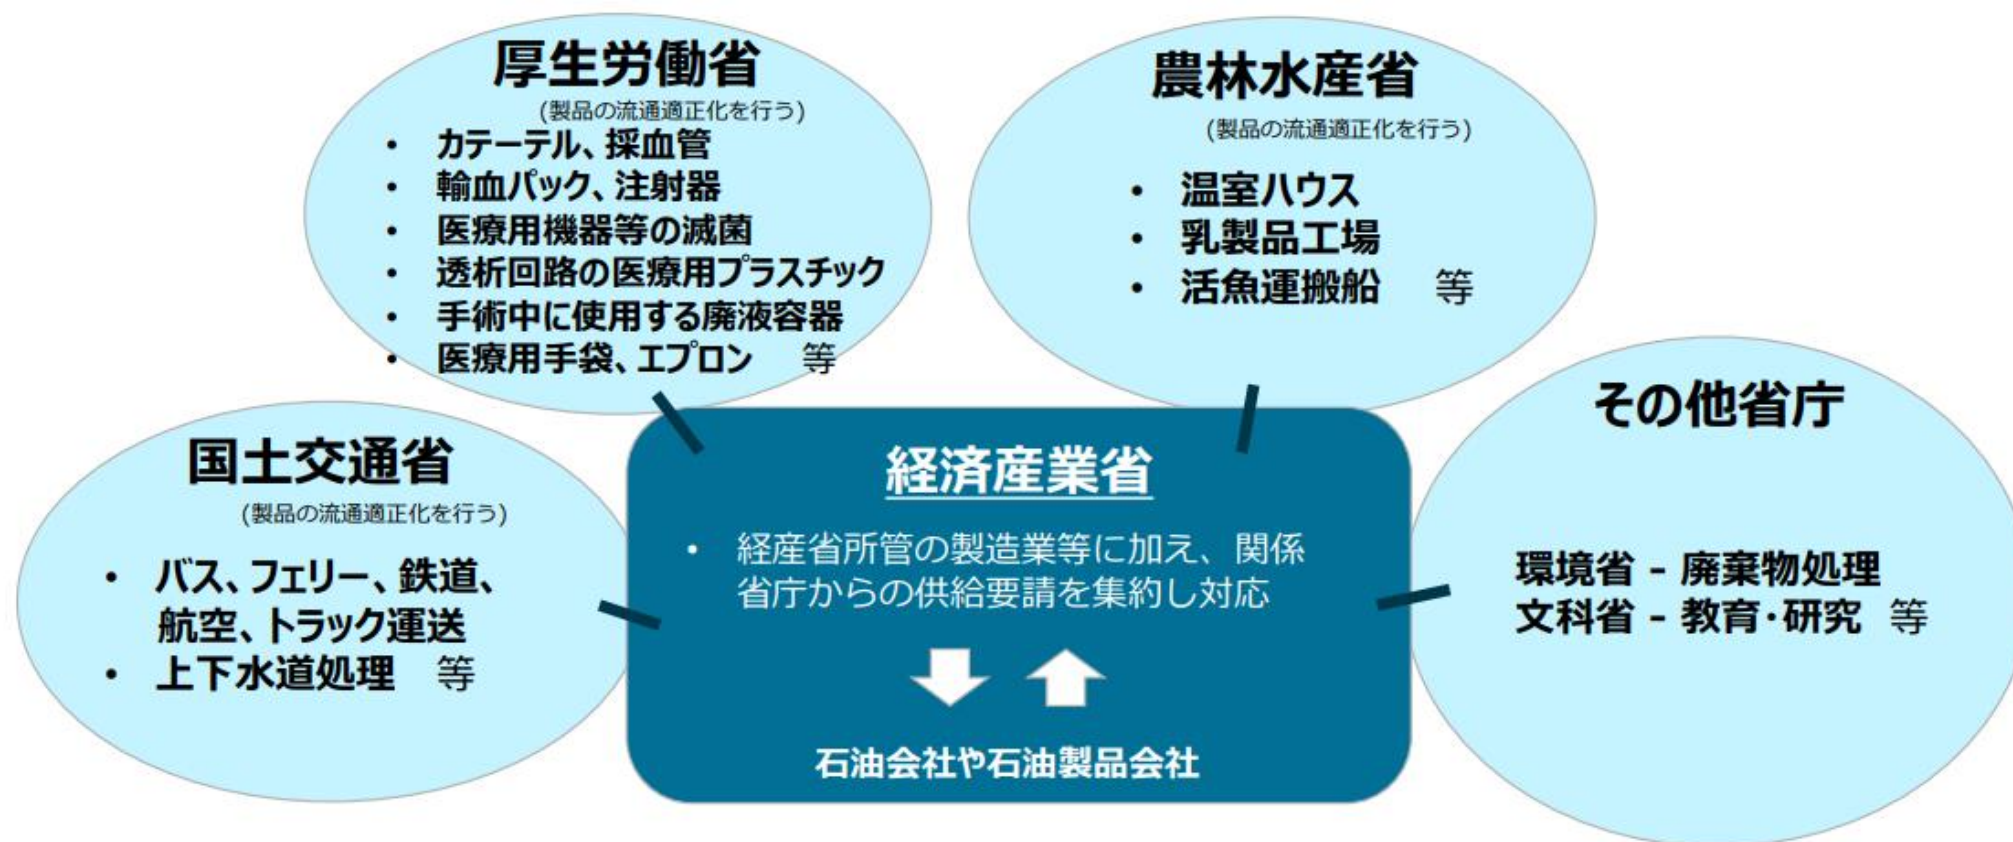 厚生労働省
(製品の流通適正化を行う)
• カテーテル、採血管
• 輸血パック、注射器
• 医療用機器等の滅菌
• 透析回路の医療用プラスチック
• 手術中に使用する廃液容器
• 医療用手袋、エプロン 等
農林水産省
(製品の流通適正化を行う)
• 温室ハウス
• 乳製品工場
• 活魚運搬船 等
国土交通省
(製品の流通適正化を行う)
• バス、フェリー、鉄道、
航空、トラック運送
• 上下水道処理 等
経済産業省
• 経産省所管の製造業等に加え、関係
省庁からの供給要請を集約し対応
石油会社や石油製品会社
その他省庁
環境省 – 廃棄物処理
文科省 – 教育・研究 等